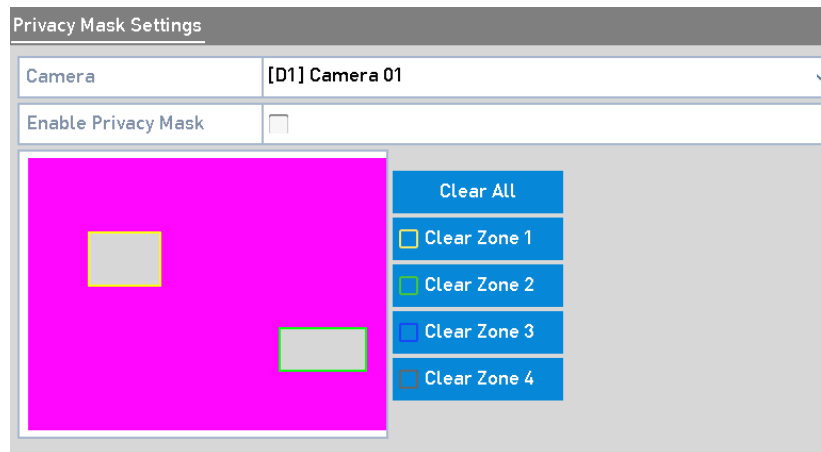 Privacy Mask Settings
Camera [D1] Camera 01
Enable Privacy Mask
Clear All
Clear Zone 1
Clear Zone 2
Clear Zone 3
Clear Zone 4